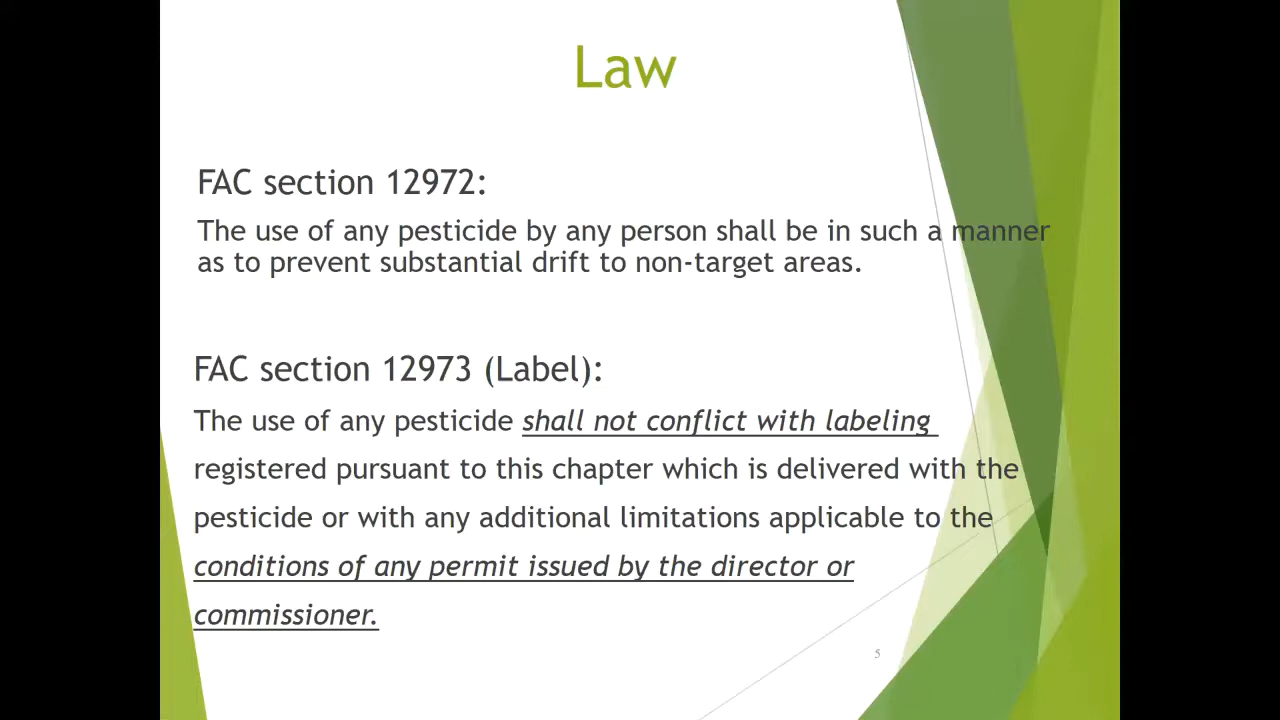 Law
FAC section 12972:
The use of any pesticide by any person shall be in such a manner
as to prevent substantial drift to non-target areas.
FAC section 12973 (Label):
The use of any pesticide shall not conflict with labeling
registered pursuant to this chapter which is delivered with the
pesticide or with any additional limitations applicable to the
conditions of any permit issued by the director or
commissioner.
5